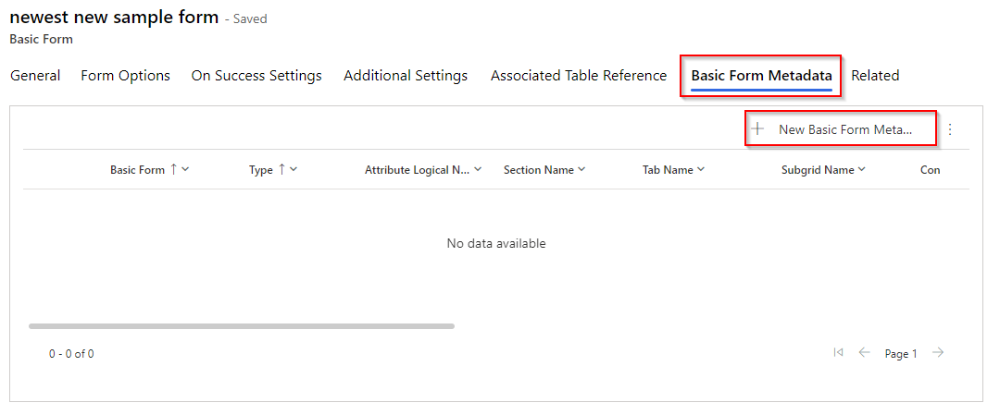 newest new sample form - Saved
Basic Form
General Form Options On Success Settings Additional Settings Associated Table Reference Basic Form Metadata Related
New Basic Form Meta...
Basic Form Type Attribute Logical N... Section Name Tab Name Subgrid Name Con
No data available
0 - 0 of 0 Page 1